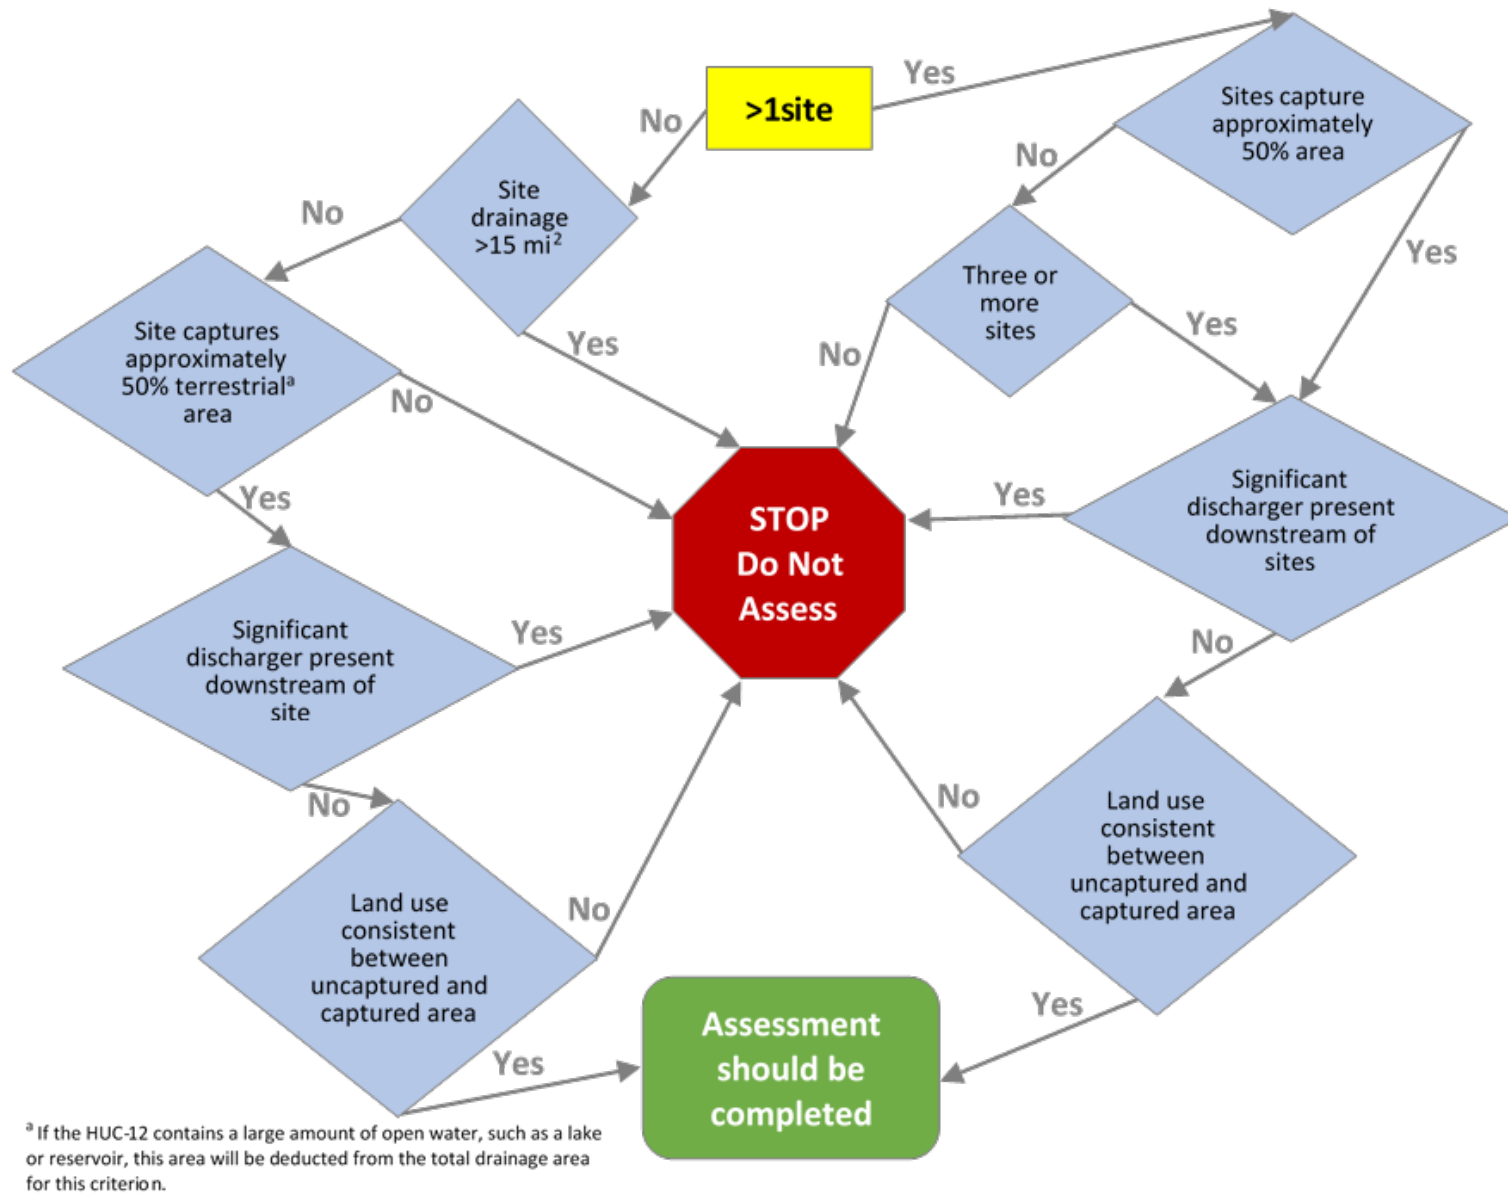 >1site
Yes
No
Sites capture
approximately
50% area
No
Yes
Site
drainage
>15 mi²
No
Yes
Three or
more
sites
No
Yes
Site captures
approximately
50% terrestrialᵃ
area
No
Yes
STOP
Do Not
Assess
Significant
discharger present
downstream of
sites
Yes
No
Significant
discharger present
downstream of
site
Yes
No
Land use
consistent
between
uncaptured and
captured area
No
Yes
Land use
consistent
between
uncaptured and
captured area
No
Yes
Assessment
should be
completed
ᵃ If the HUC-12 contains a large amount of open water, such as a lake
or reservoir, this area will be deducted from the total drainage area
for this criterion.